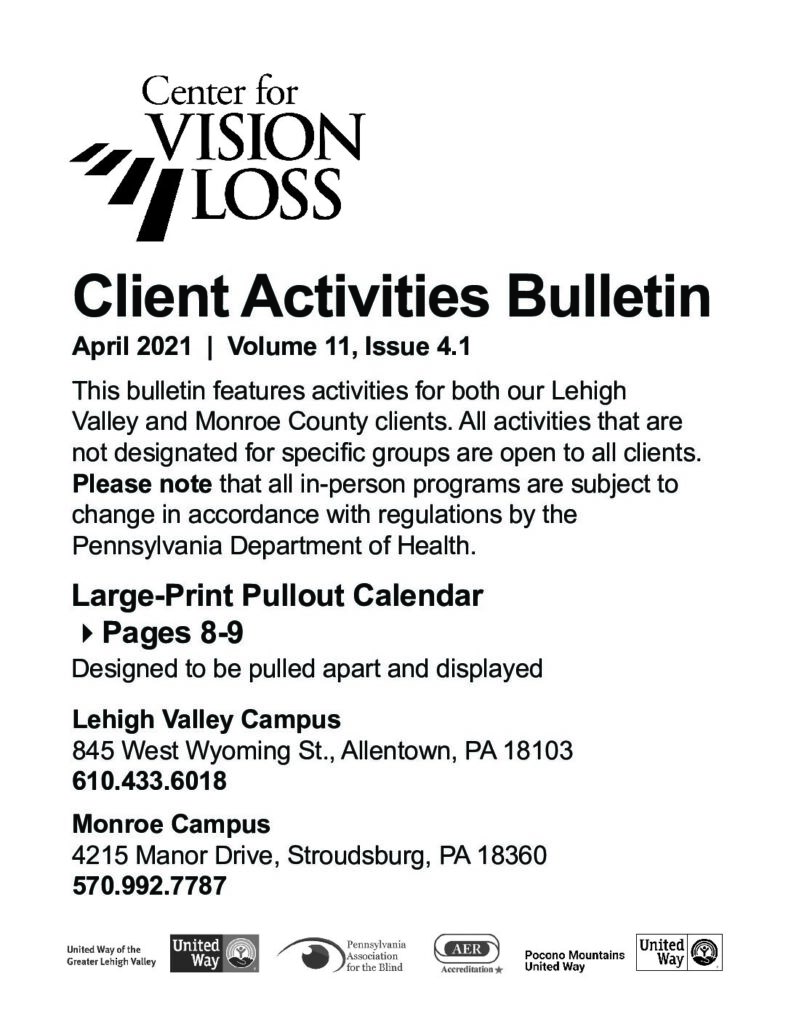 Center for
VISION
LOSS
Client Activities Bulletin
April 2021 | Volume 11, Issue 4.1
This bulletin features activities for both our Lehigh
Valley and Monroe County clients. All activities that are
not designated for specific groups are open to all clients.
Please note that all in-person programs are subject to
change in accordance with regulations by the
Pennsylvania Department of Health.
Large-Print Pullout Calendar
Pages 8-9
Designed to be pulled apart and displayed
Lehigh Valley Campus
845 West Wyoming St., Allentown, PA 18103
610.433.6018
Monroe Campus
4215 Manor Drive, Stroudsburg, PA 18360
570.992.7787
United Way of the
Greater Lehigh Valley
United
Way
Pennsylvania
Association
for the Blind
AER
Accreditation
Pocono Mountains
United Way
United
Way